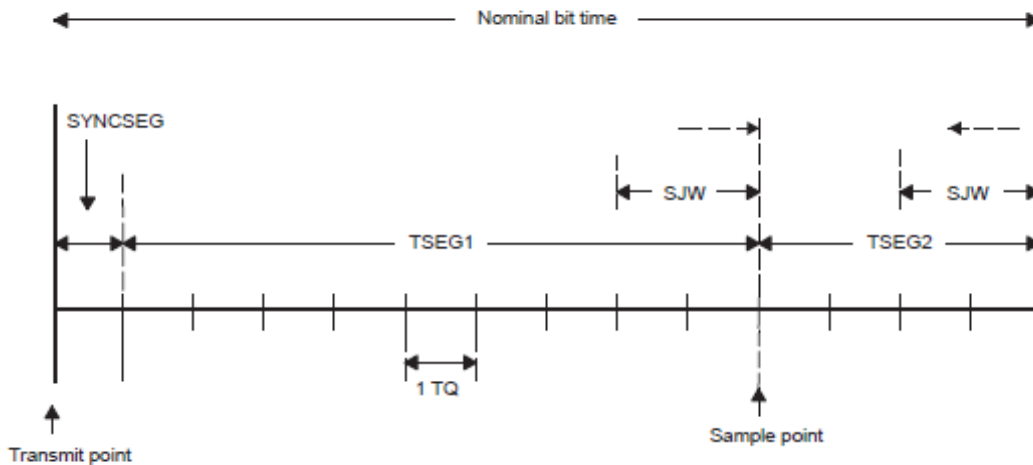 Nominal bit time
SYNCSEG
SJW
SJW
TSEG1
TSEG2
1 TQ
Sample point
Transmit point